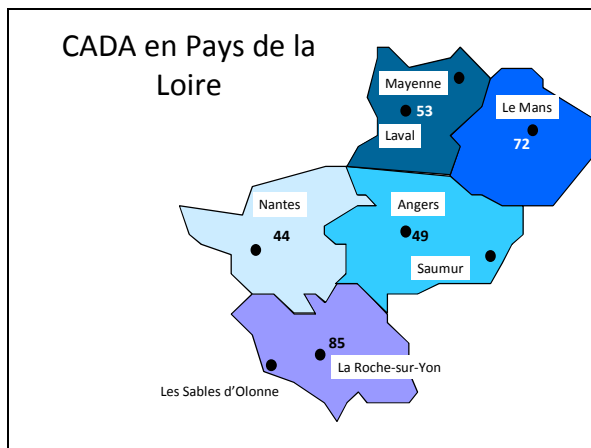 CADA en Pays de la
Loire
Mayenne
53
Laval
Le Mans
72
Nantes
44
Angers
49
Saumur
85
La Roche-sur-Yon
Les Sables d’Olonne